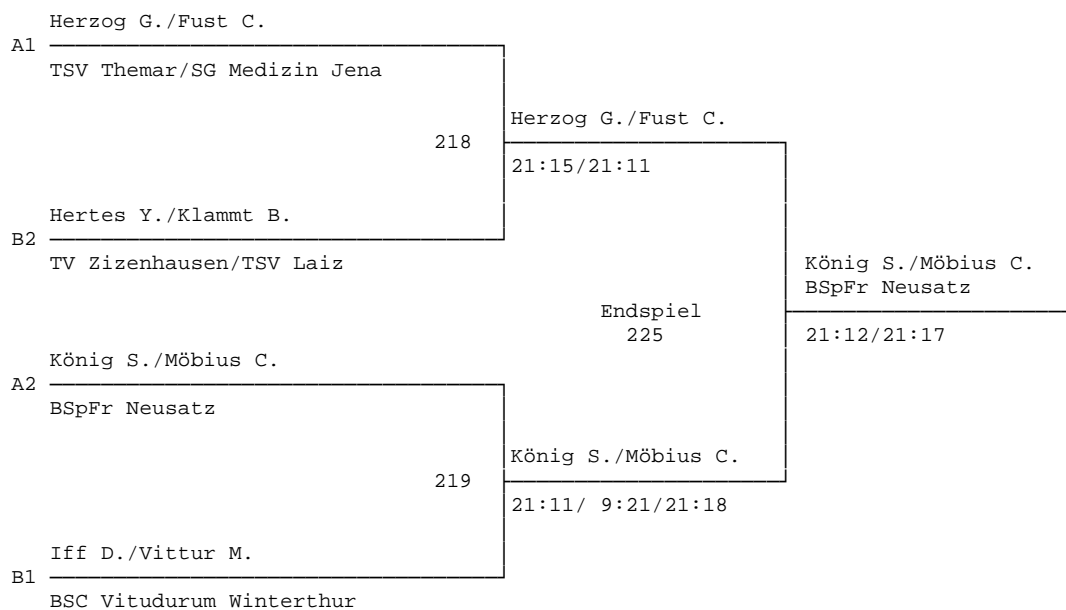 Herzog G./Fust C.
A1
TSV Themar/SG Medizin Jena
Herzog G./Fust C.
218
21:15/21:11
Hertes Y./Klammt B.
B2
TV Zizenhausen/TSV Laiz
König S./Möbius C.
BSpFr Neusatz
Endspiel
225
21:12/21:17
König S./Möbius C.
A2
BSpFr Neusatz
König S./Möbius C.
219
21:11/ 9:21/21:18
Iff D./Vittur M.
B1
BSC Vitudurum Winterthur